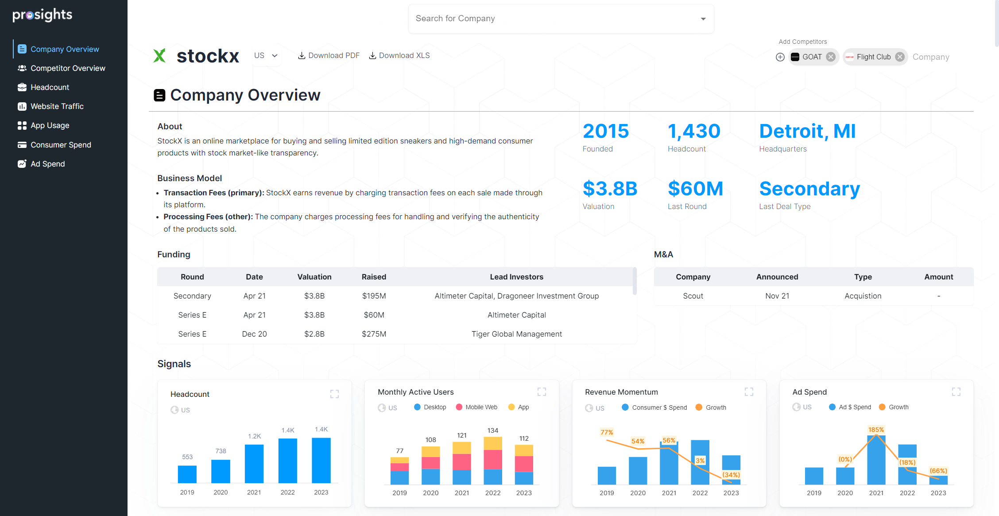 prosights
Company Overview
Competitor Overview
Headcount
Website Traffic
App Usage
Consumer Spend
Ad Spend
Search for Company
stockx
US
Download PDF
Download XLS
Add Competitors
GOAT
Flight Club
Company
Company Overview
About
StockX is an online marketplace for buying and selling limited edition sneakers and high-demand consumer
products with stock market-like transparency.
Business Model
• Transaction Fees (primary): StockX earns revenue by charging transaction fees on each sale made through
its platform.
• Processing Fees (other): The company charges processing fees for handling and verifying the authenticity
of the products sold.
2015
Founded
1,430
Headcount
Detroit, MI
Headquarters
$3.8B
Valuation
$60M
Last Round
Secondary
Last Deal Type
Funding
Round Date Valuation Raised Lead Investors
Secondary Apr 21 $3.8B $195M Altimeter Capital, Dragoneer Investment Group
Series E Apr 21 $3.8B $60M Altimeter Capital
Series E Dec 20 $2.8B $275M Tiger Global Management
M&A
Company Announced Type Amount
Scout Nov 21 Acquistion -
Signals
Headcount
US
553 738 1.2K 1.4K 1.4K
2019 2020 2021 2022 2023
Monthly Active Users
US Desktop Mobile Web App
77 108 121 134 112
2019 2020 2021 2022 2023
Revenue Momentum
US Consumer $ Spend Growth
77% 54% 56% 3% (34%)
2019 2020 2021 2022 2023
Ad Spend
US Ad $ Spend Growth
(0%) 185% (18%) (66%)
2019 2020 2021 2022 2023